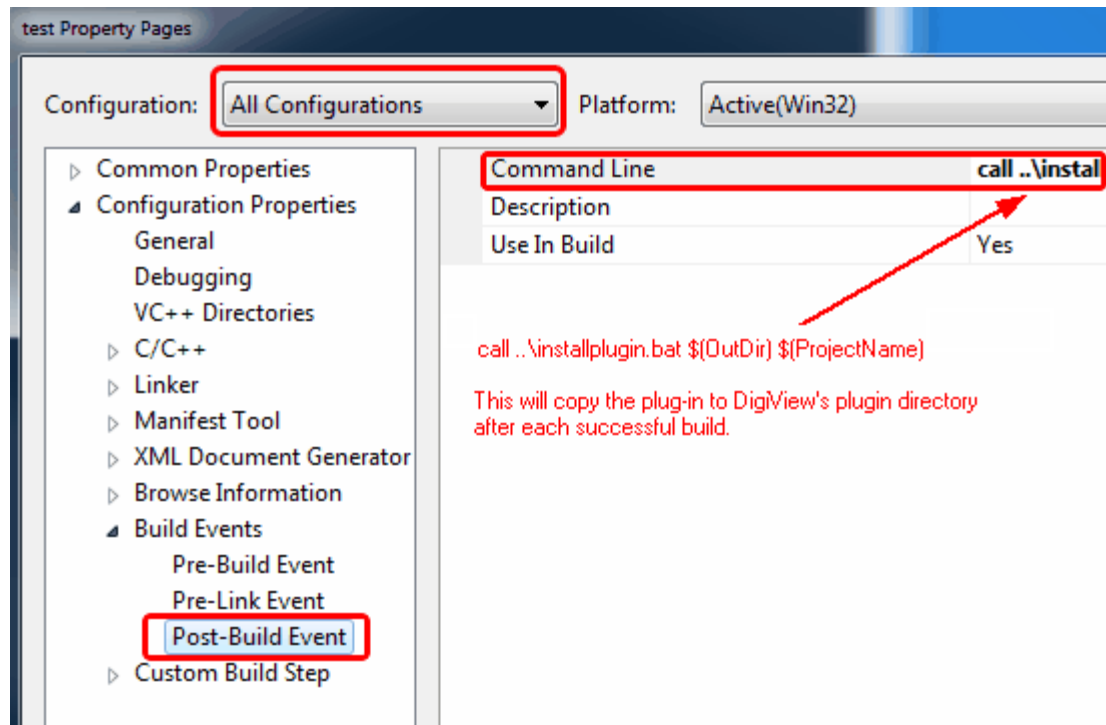 test Property Pages
Configuration: All Configurations Platform: Active(Win32)
Common Properties
Configuration Properties
General
Debugging
VC++ Directories
C/C++
Linker
Manifest Tool
XML Document Generator
Browse Information
Build Events
Pre-Build Event
Pre-Link Event
Post-Build Event
Custom Build Step
Command Line call ..\instal
Description
Use In Build Yes
call ..\installplugin.bat $(OutDir) $(ProjectName)
This will copy the plug-in to DigiView's plugin directory
after each successful build.